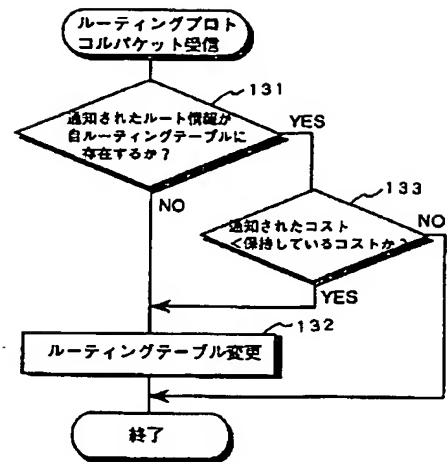 ルーティングプロト
コルパケット受信
131
通知されたルート情報が
自ルーティングテーブルに
存在するか?
YES
NO
133
通知されたコスト
<保持しているコストか?
NO
YES
132
ルーティングテーブル変更
終了